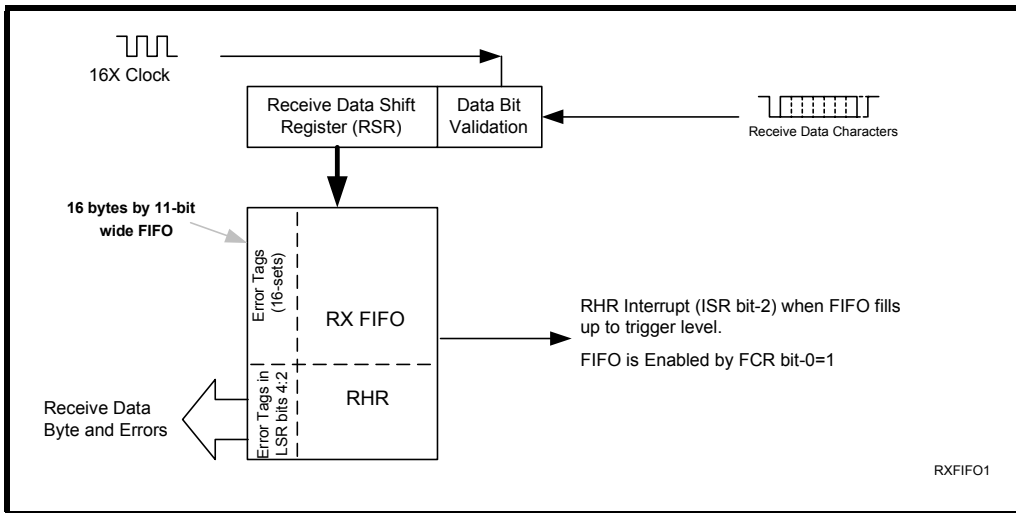 16X Clock
Receive Data Shift
Register (RSR)
Data Bit
Validation
Receive Data Characters
16 bytes by 11-bit
wide FIFO
Error Tags
(16-sets)
RX FIFO
RHR Interrupt (ISR bit-2) when FIFO fills
up to trigger level.
FIFO is Enabled by FCR bit-0=1
Error Tags in
LSR bits 4:2
RHR
Receive Data
Byte and Errors
RXFIFO1